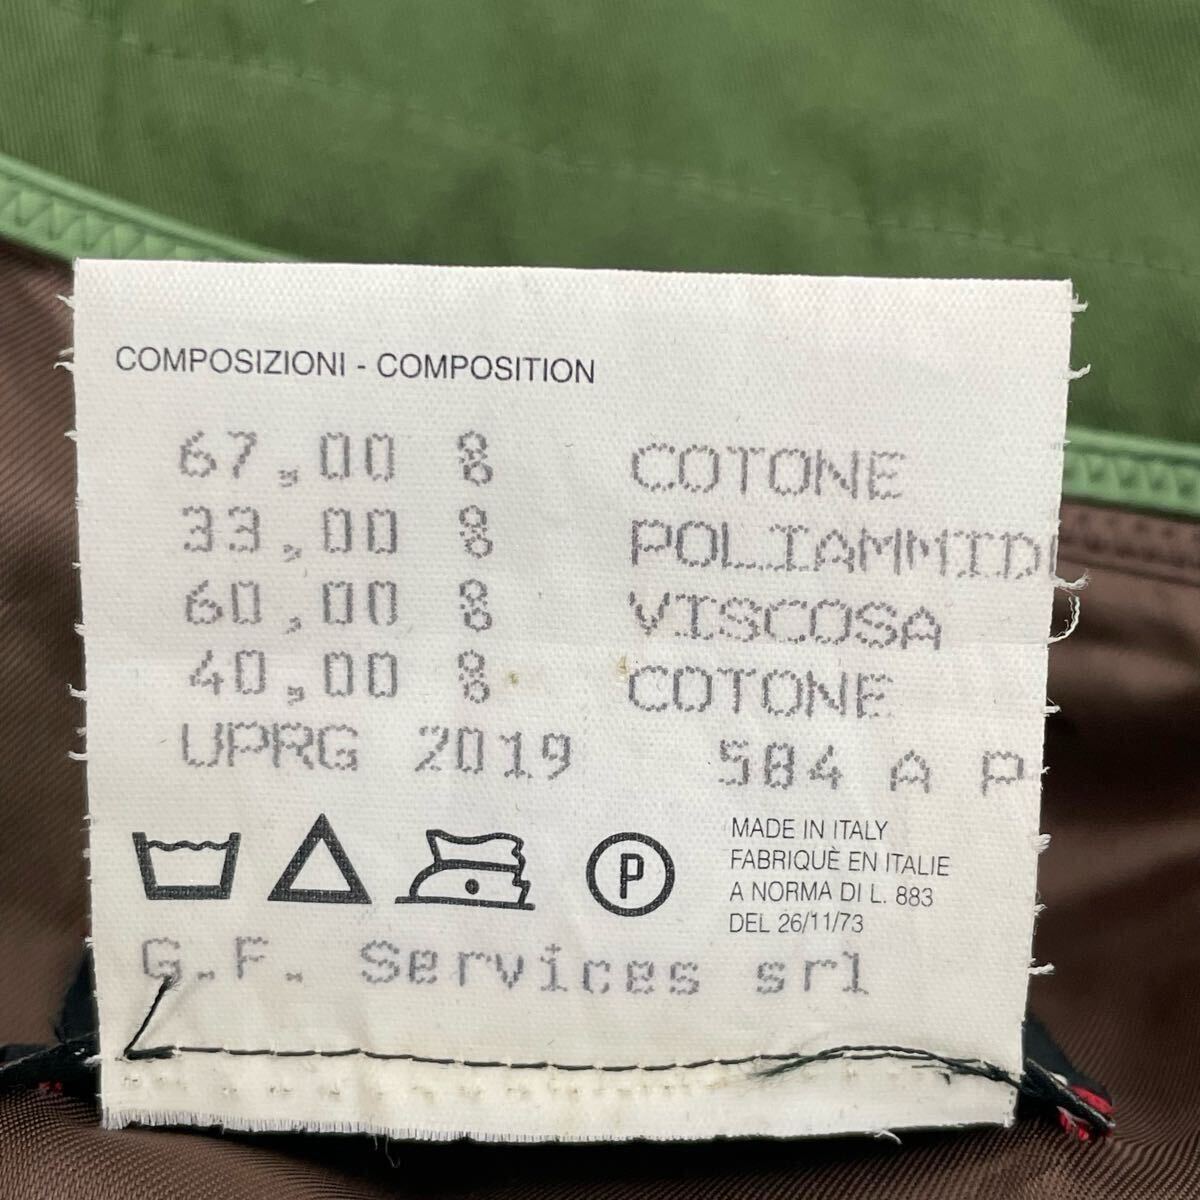 COMPOSIZIONI - COMPOSITION
67,00 % COTONE
33,00 % POLIAMMID
60,00 % VISCOSA
40,00 % COTONE
UPRG 2019 584 A P
P
MADE IN ITALY
FABRIQUÈ EN ITALIE
A NORMA DI L. 883
DEL 26/11/73
G.F. Services srl